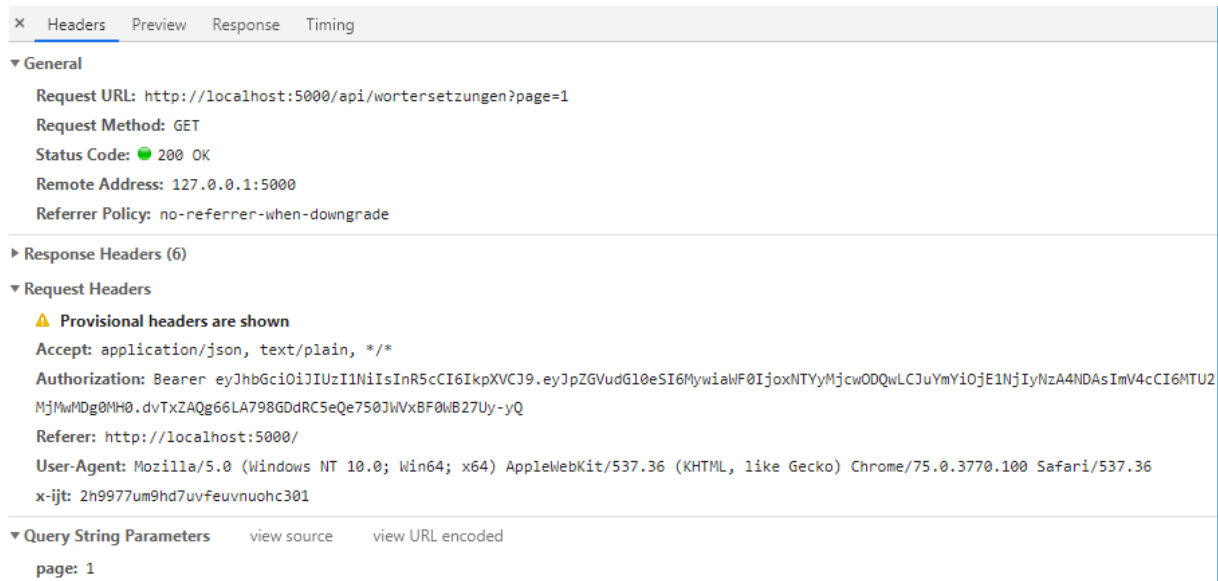 × Headers Preview Response Timing
▼ General
Request URL: http://localhost:5000/api/wortersetzungen?page=1
Request Method: GET
Status Code: 200 OK
Remote Address: 127.0.0.1:5000
Referrer Policy: no-referrer-when-downgrade
▶ Response Headers (6)
▼ Request Headers
Provisional headers are shown
Accept: application/json, text/plain, */*
Authorization: Bearer eyJhbGciOiJIUzI1NiIsInR5cCI6IkpXVCJ9.eyJpZGVudGl0eSI6MywiaWF0IjoxNTYyMjcwODQwLCJuYmYiOjE1NjIyNzA4NDAsImV4cCI6MTU2
MjMwMDg0MH0.dvTxZAQg66LA798GDdRC5eQe750JWVxBF0WB27Uy-yQ
Referer: http://localhost:5000/
User-Agent: Mozilla/5.0 (Windows NT 10.0; Win64; x64) AppleWebKit/537.36 (KHTML, like Gecko) Chrome/75.0.3770.100 Safari/537.36
x-ijt: 2h9977um9hd7uvfeuvnuohc301
▼ Query String Parameters view source view URL encoded
page: 1